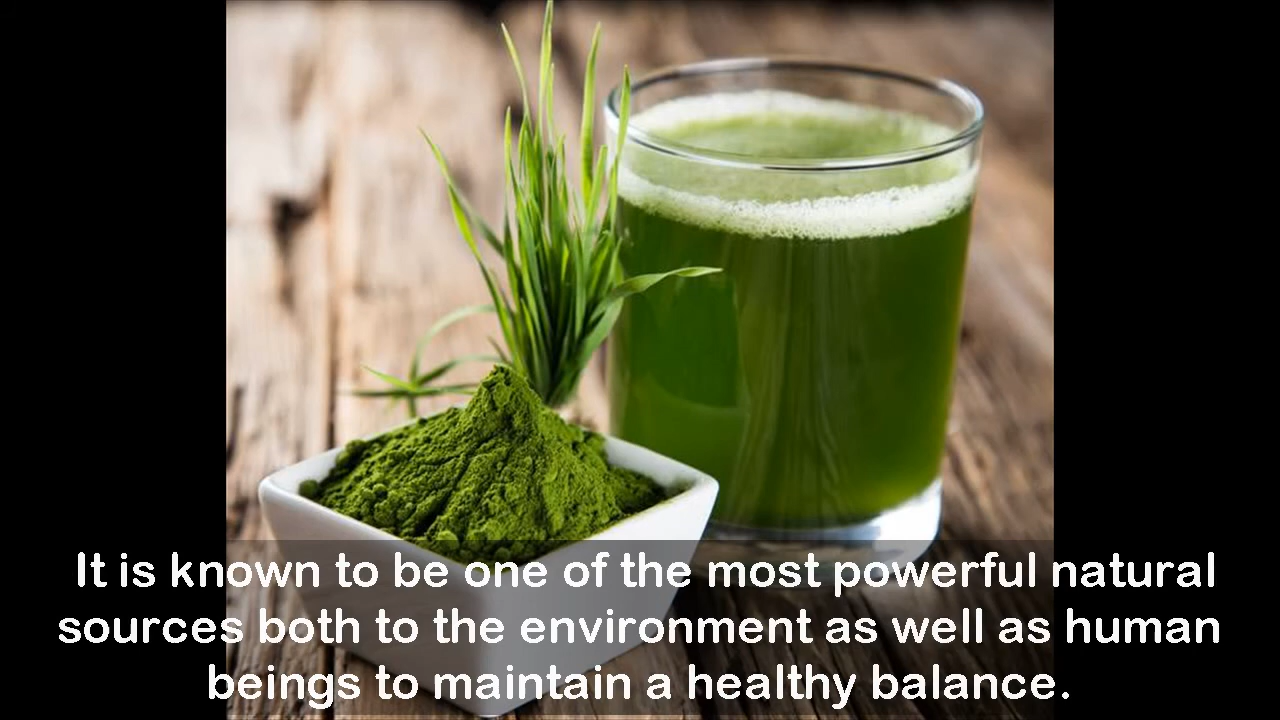 It is known to be one of the most powerful natural
sources both to the environment as well as human
beings to maintain a healthy balance.